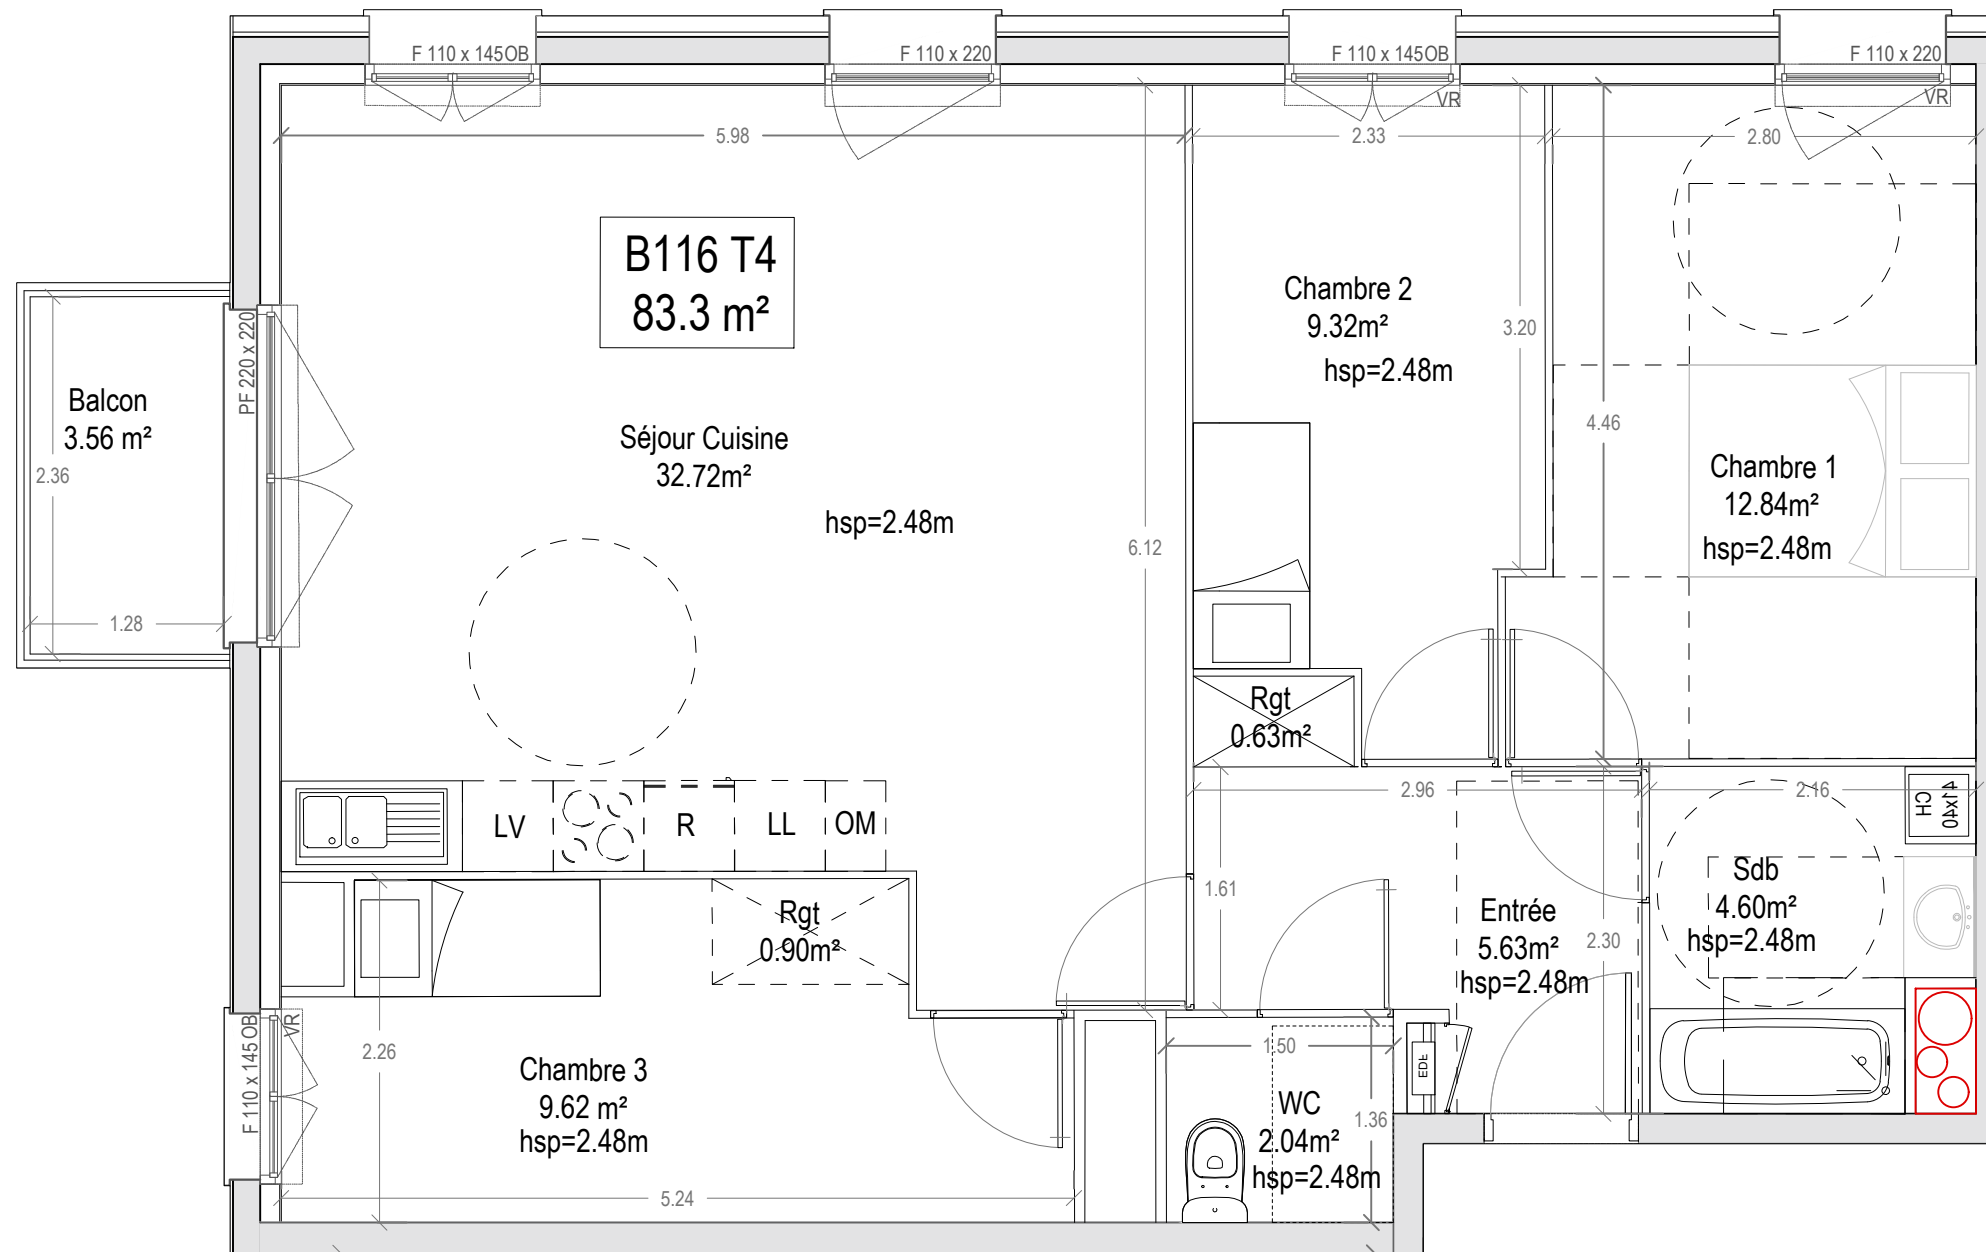 F 110 x 145OB
F 110 x 220
F 110 x 145OB
F 110 x 220
VR
VR
5.98
2.33
2.80
B116 T4
83.3 m²
Chambre 2
9.32m²
hsp=2.48m
3.20
PF 220 x 220
Balcon
3.56 m²
2.36
1.28
Séjour Cuisine
32.72m²
hsp=2.48m
6.12
4.46
Chambre 1
12.84m²
hsp=2.48m
Rgt
0.63m²
2.96
2.16
41x40
CH
LV
R
LL
OM
1.61
Sdb
4.60m²
hsp=2.48m
Entrée
5.63m²
hsp=2.48m
2.30
Rgt
0.90m²
F 110 x 145 OB
VR
2.26
Chambre 3
9.62 m²
hsp=2.48m
5.24
1.50
EDF
WC
2.04m²
hsp=2.48m
1.36